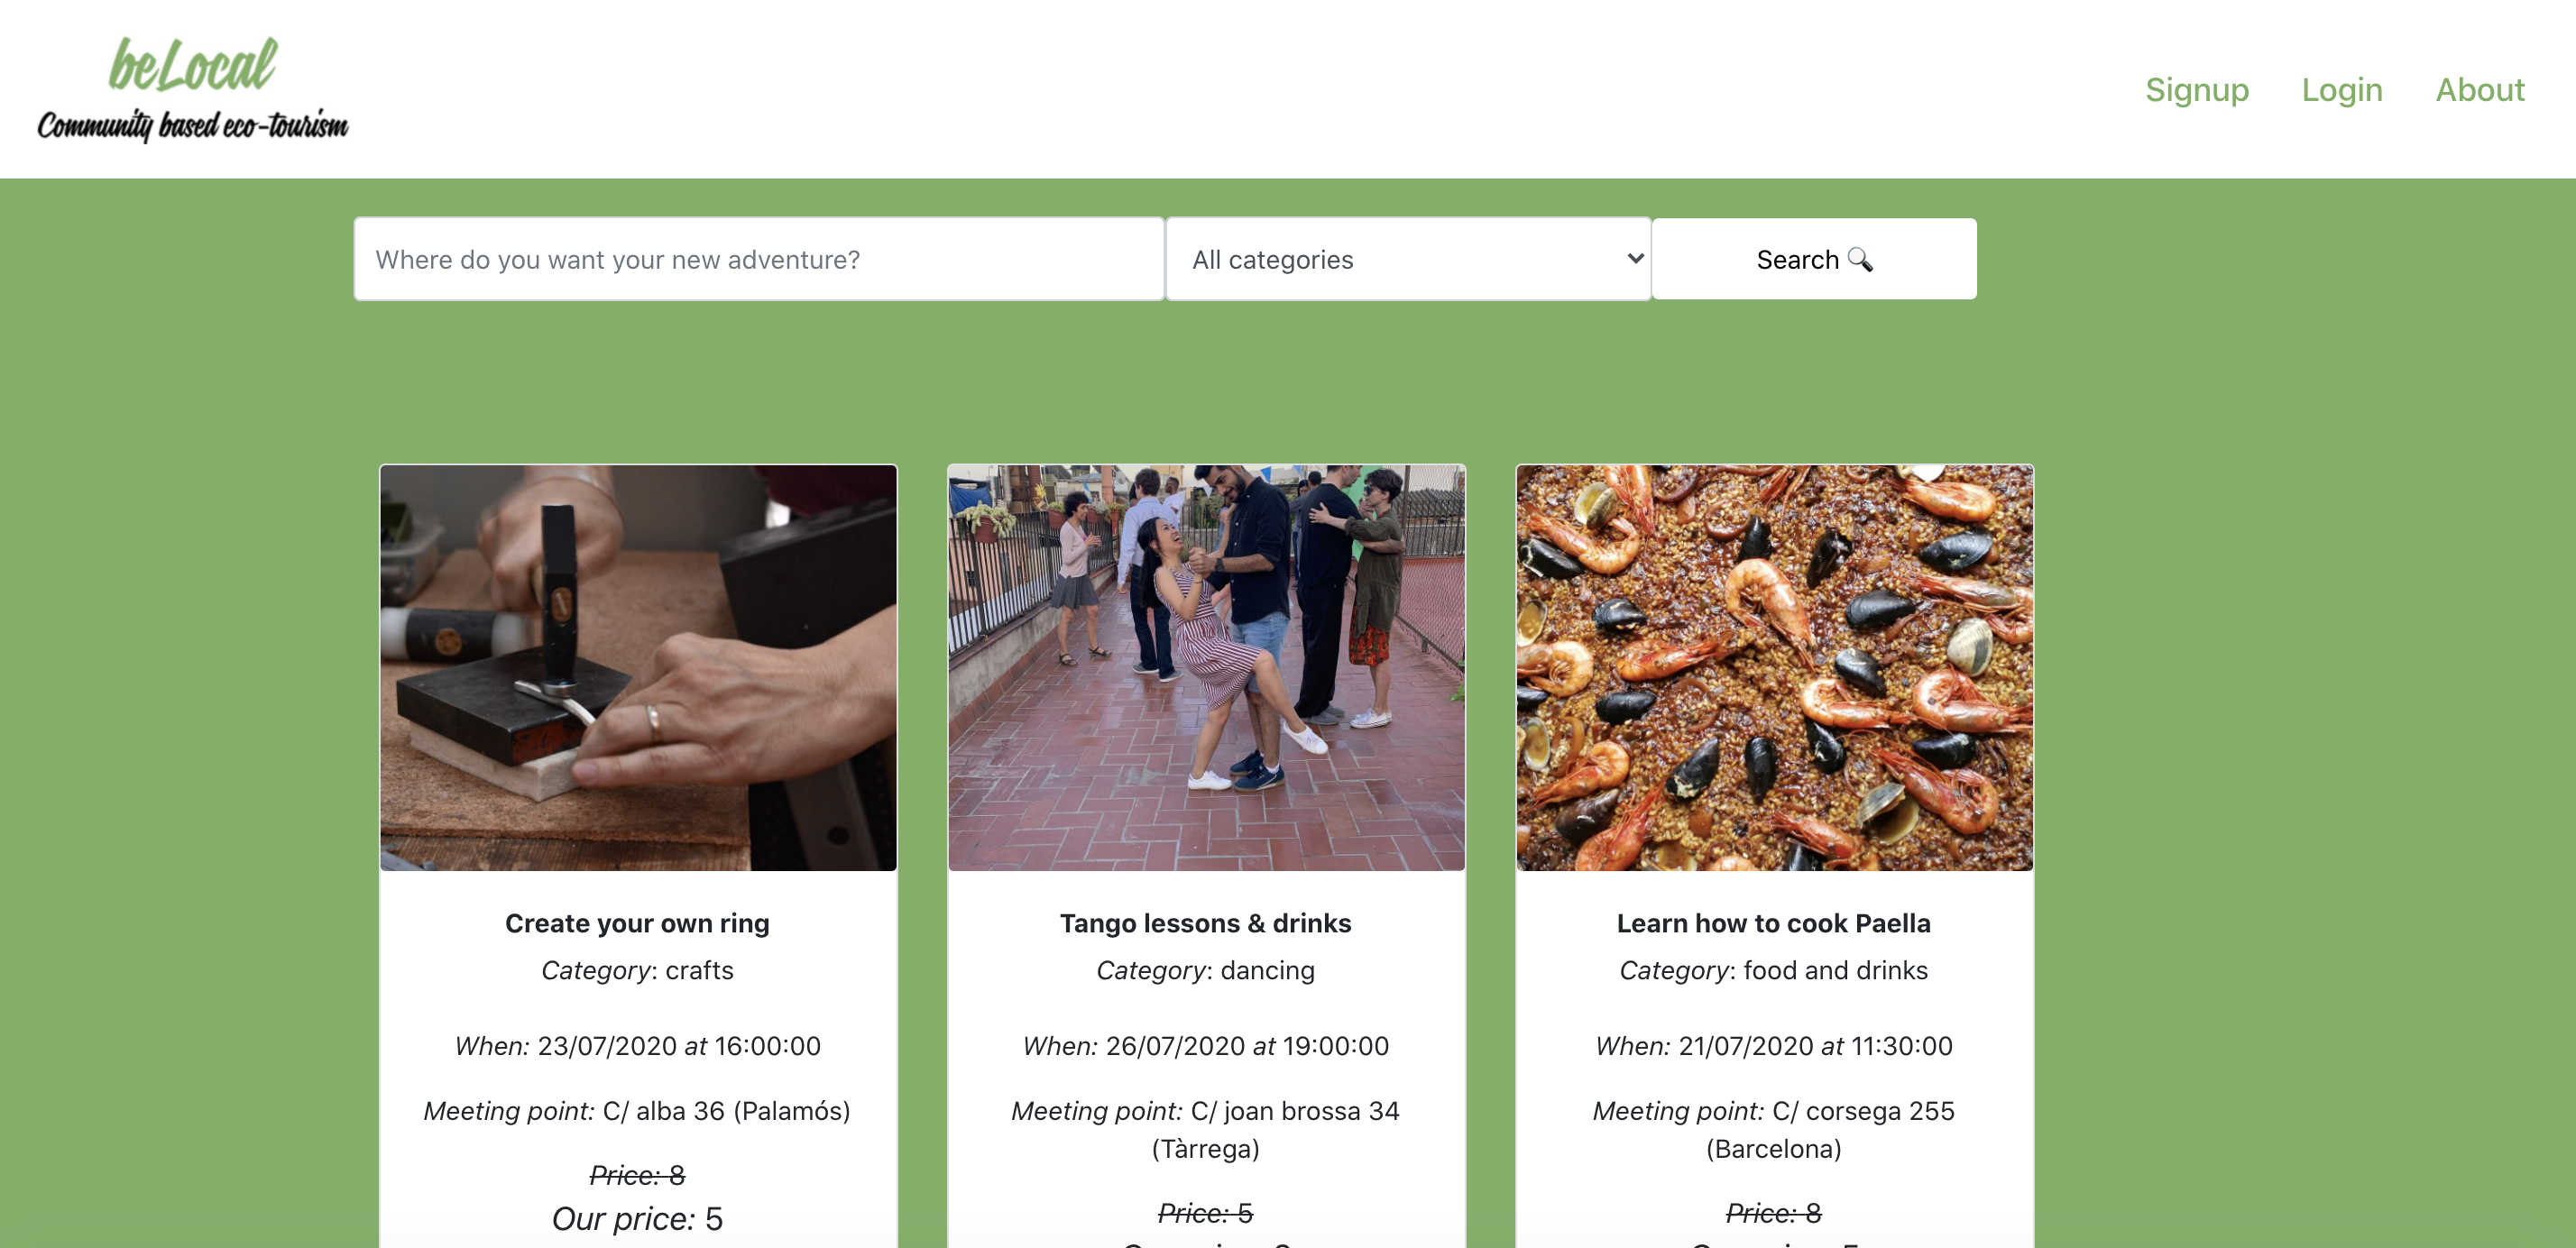 beLocal
Community based eco-tourism
Signup Login About
Where do you want your new adventure? All categories Search
Create your own ring
Category: crafts
When: 23/07/2020 at 16:00:00
Meeting point: C/ alba 36 (Palamós)
Price: 8
Our price: 5
Tango lessons & drinks
Category: dancing
When: 26/07/2020 at 19:00:00
Meeting point: C/ joan brossa 34
(Tàrrega)
Price: 5
Learn how to cook Paella
Category: food and drinks
When: 21/07/2020 at 11:30:00
Meeting point: C/ corsega 255
(Barcelona)
Price: 8